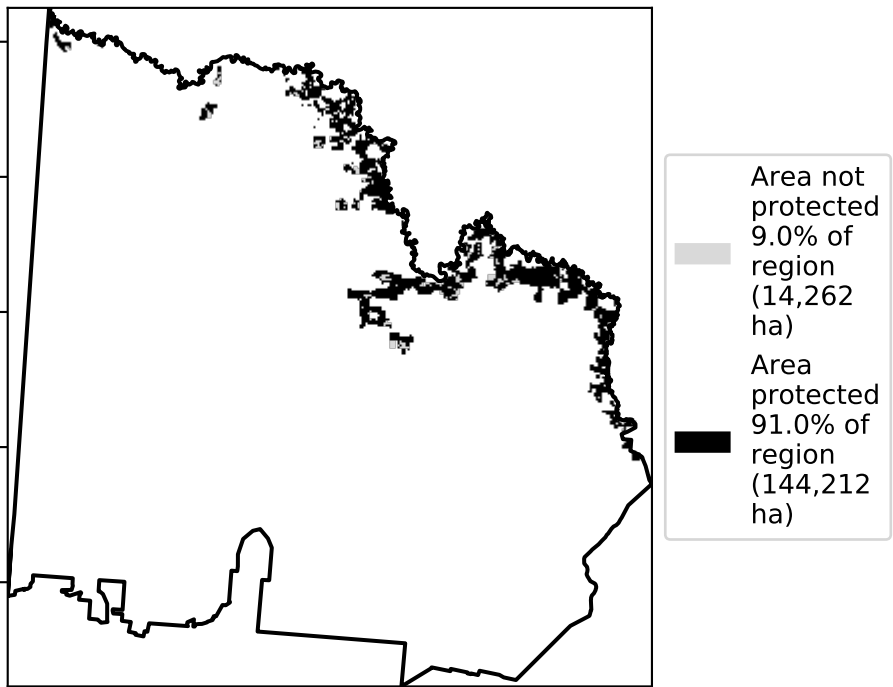 Area not
protected
9.0% of
region
(14,262
ha)
Area
protected
91.0% of
region
(144,212
ha)